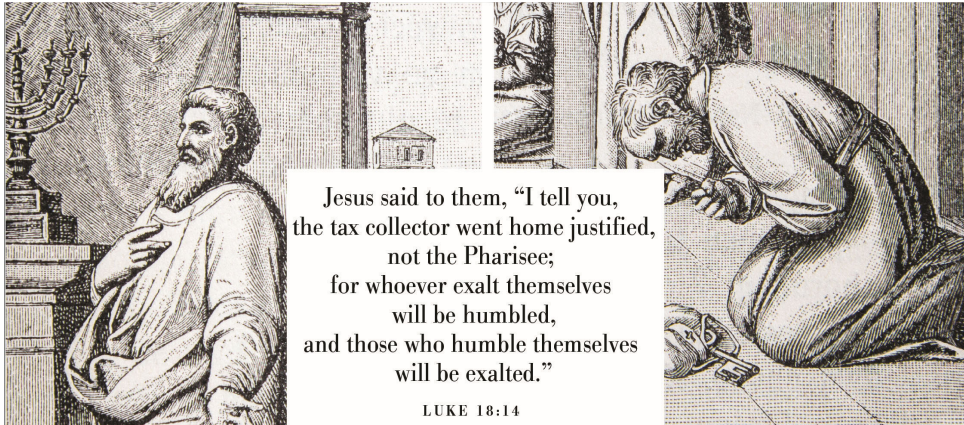 Jesus said to them, “I tell you,
the tax collector went home justified,
not the Pharisee;
for whoever exalt themselves
will be humbled,
and those who humble themselves
will be exalted.”
LUKE 18:14